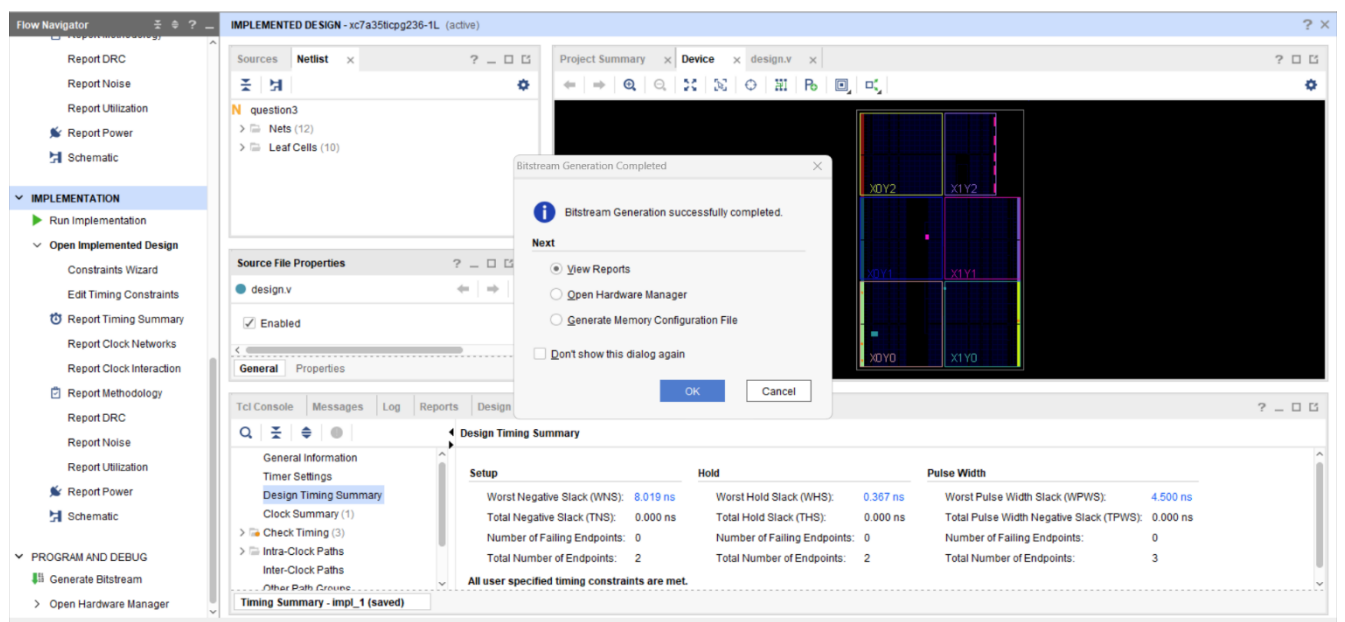 Flow Navigator
?
Report Methodology
Report DRC
Report Noise
Report Utilization
Report Power
Schematic
IMPLEMENTATION
Run Implementation
Open Implemented Design
Constraints Wizard
Edit Timing Constraints
Report Timing Summary
Report Clock Networks
Report Clock Interaction
Report Methodology
Report DRC
Report Noise
Report Utilization
Report Power
Schematic
PROGRAM AND DEBUG
Generate Bitstream
Open Hardware Manager
IMPLEMENTED DESIGN - xc7a35ticpg236-1L (active)
? ×
Sources Netlist × ?
N question3
> Nets (12)
> Leaf Cells (10)
Source File Properties ?
design.v
Enabled
General Properties
Project Summary × Device × design.v × ?
X0Y2 X1Y2
X0Y1 X1Y1
X0Y0 X1Y0
Bitstream Generation Completed
Bitstream Generation successfully completed.
Next
View Reports
Open Hardware Manager
Generate Memory Configuration File
Don't show this dialog again
OK Cancel
Tcl Console Messages Log Reports Design ?
General Information
Timer Settings
Design Timing Summary
Clock Summary (1)
> Check Timing (3)
> Intra-Clock Paths
Inter-Clock Paths
Other Path Groups
Design Timing Summary
Setup Hold Pulse Width
Worst Negative Slack (WNS): 8.019 ns Worst Hold Slack (WHS): 0.367 ns Worst Pulse Width Slack (WPWS): 4.500 ns
Total Negative Slack (TNS): 0.000 ns Total Hold Slack (THS): 0.000 ns Total Pulse Width Negative Slack (TPWS): 0.000 ns
Number of Failing Endpoints: 0 Number of Failing Endpoints: 0 Number of Failing Endpoints: 0
Total Number of Endpoints: 2 Total Number of Endpoints: 2 Total Number of Endpoints: 3
All user specified timing constraints are met.
Timing Summary - impl_1 (saved)